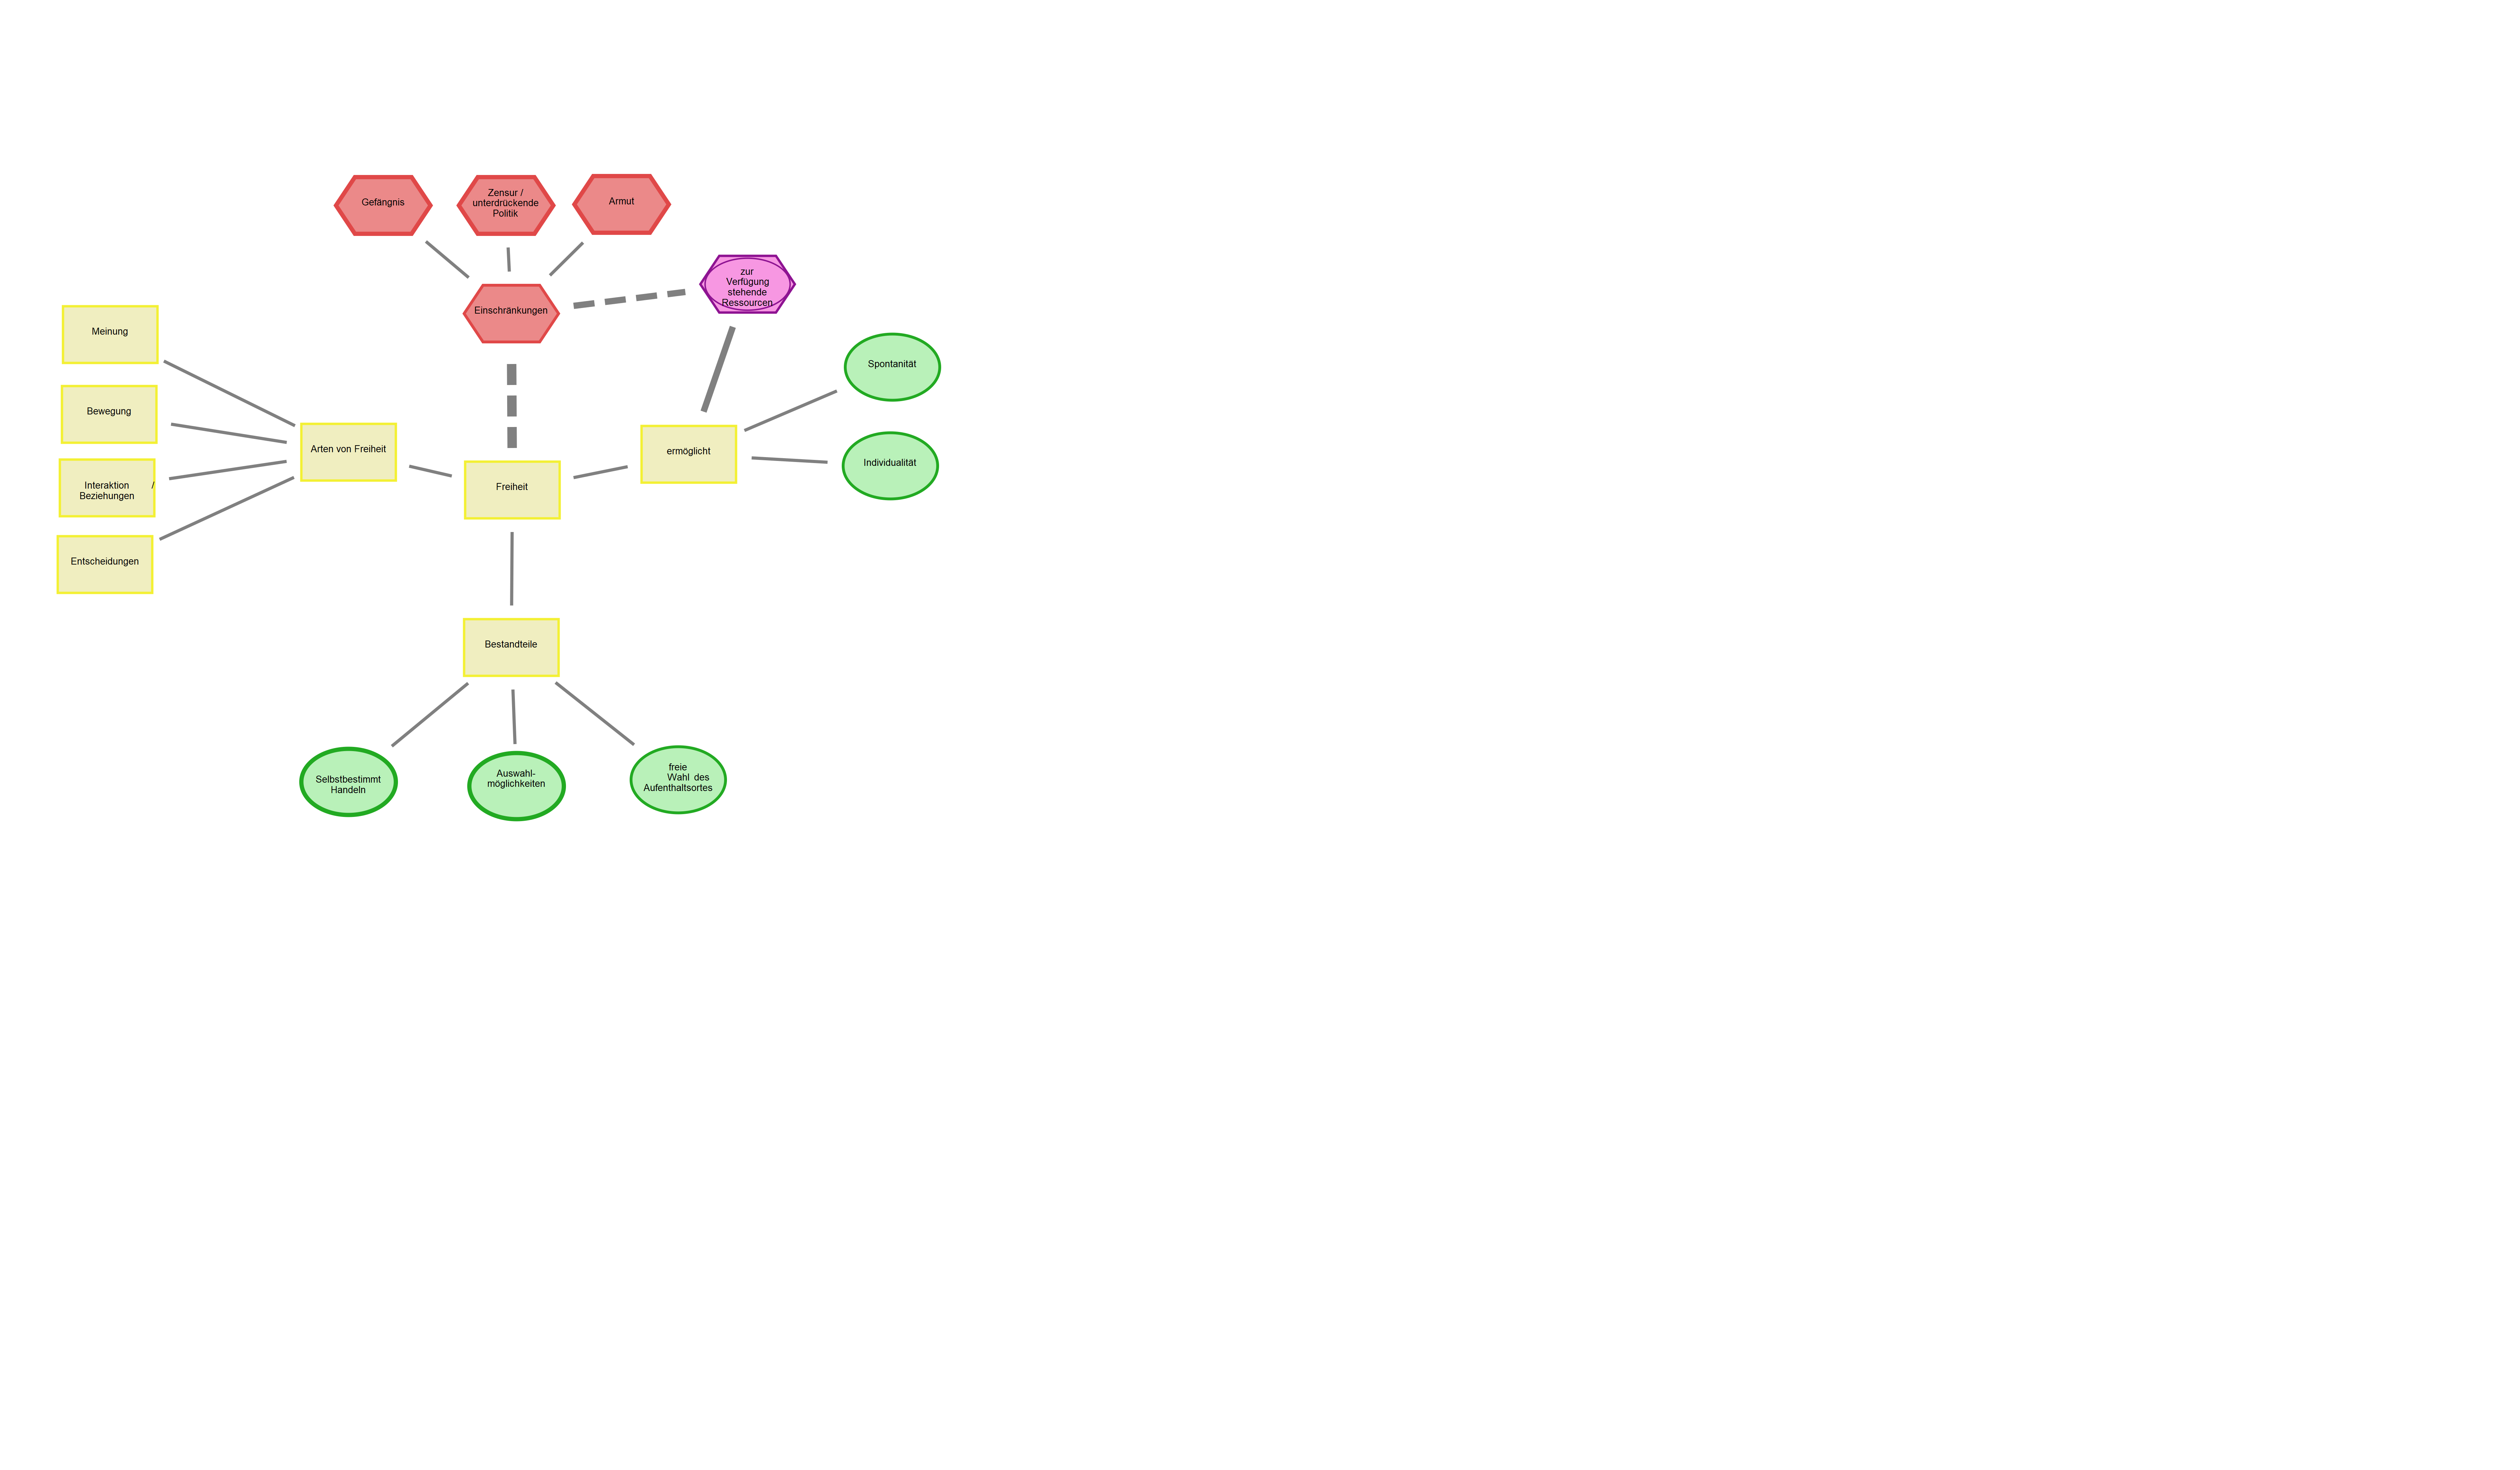 Gefängnis
Zensur /
unterdrückende
Politik
Armut
zur
Verfügung
stehende
Ressourcen
Einschränkungen
Meinung
Spontanität
Bewegung
Arten von Freiheit
ermöglicht
Individualität
Interaktion /
Beziehungen
Freiheit
Entscheidungen
Bestandteile
Selbstbestimmt
Handeln
Auswahl-
möglichkeiten
freie
Wahl des
Aufenthaltsortes